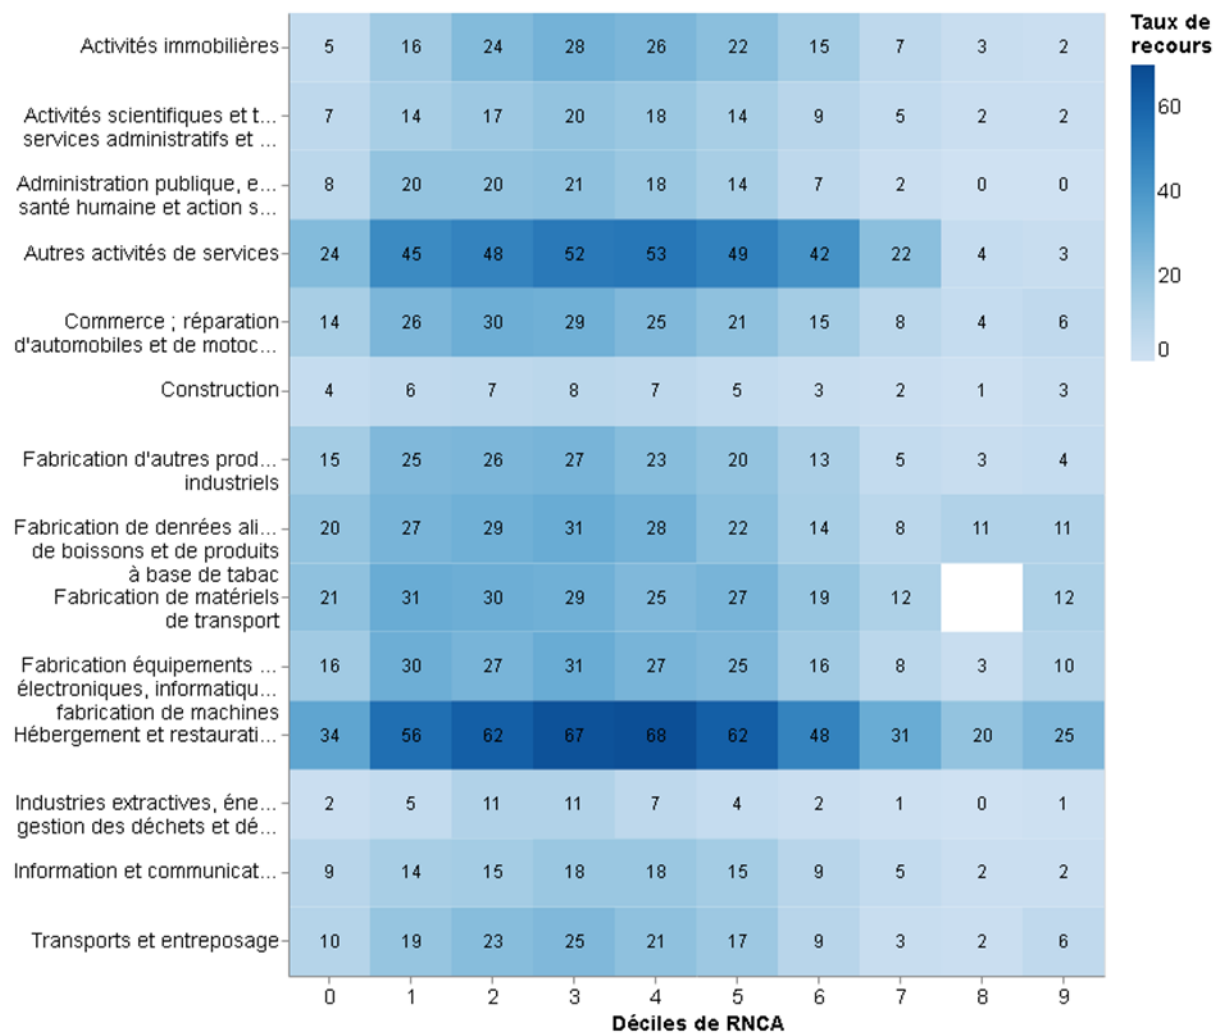 Taux de
recours
60
40
20
0
Activités immobilières
5 16 24 28 26 22 15 7 3 2
Activités scientifiques et t...
services administratifs et ...
7 14 17 20 18 14 9 5 2 2
Administration publique, e...
santé humaine et action s...
8 20 20 21 18 14 7 2 0 0
Autres activités de services
24 45 48 52 53 49 42 22 4 3
Commerce ; réparation
d'automobiles et de motoc...
14 26 30 29 25 21 15 8 4 6
Construction
4 6 7 8 7 5 3 2 1 3
Fabrication d'autres prod...
industriels
15 25 26 27 23 20 13 5 3 4
Fabrication de denrées ali...
de boissons et de produits
à base de tabac
20 27 29 31 28 22 14 8 11 11
Fabrication de matériels
de transport
21 31 30 29 25 27 19 12 12
Fabrication équipements ...
électroniques, informatiqu...
fabrication de machines
16 30 27 31 27 25 16 8 3 10
Hébergement et restaurati...
34 56 62 67 68 62 48 31 20 25
Industries extractives, éne...
gestion des déchets et dé...
2 5 11 11 7 4 2 1 0 1
Information et communicat...
9 14 15 18 18 15 9 5 2 2
Transports et entreposage
10 19 23 25 21 17 9 3 2 6
0 1 2 3 4 5 6 7 8 9
Déciles de RNCA